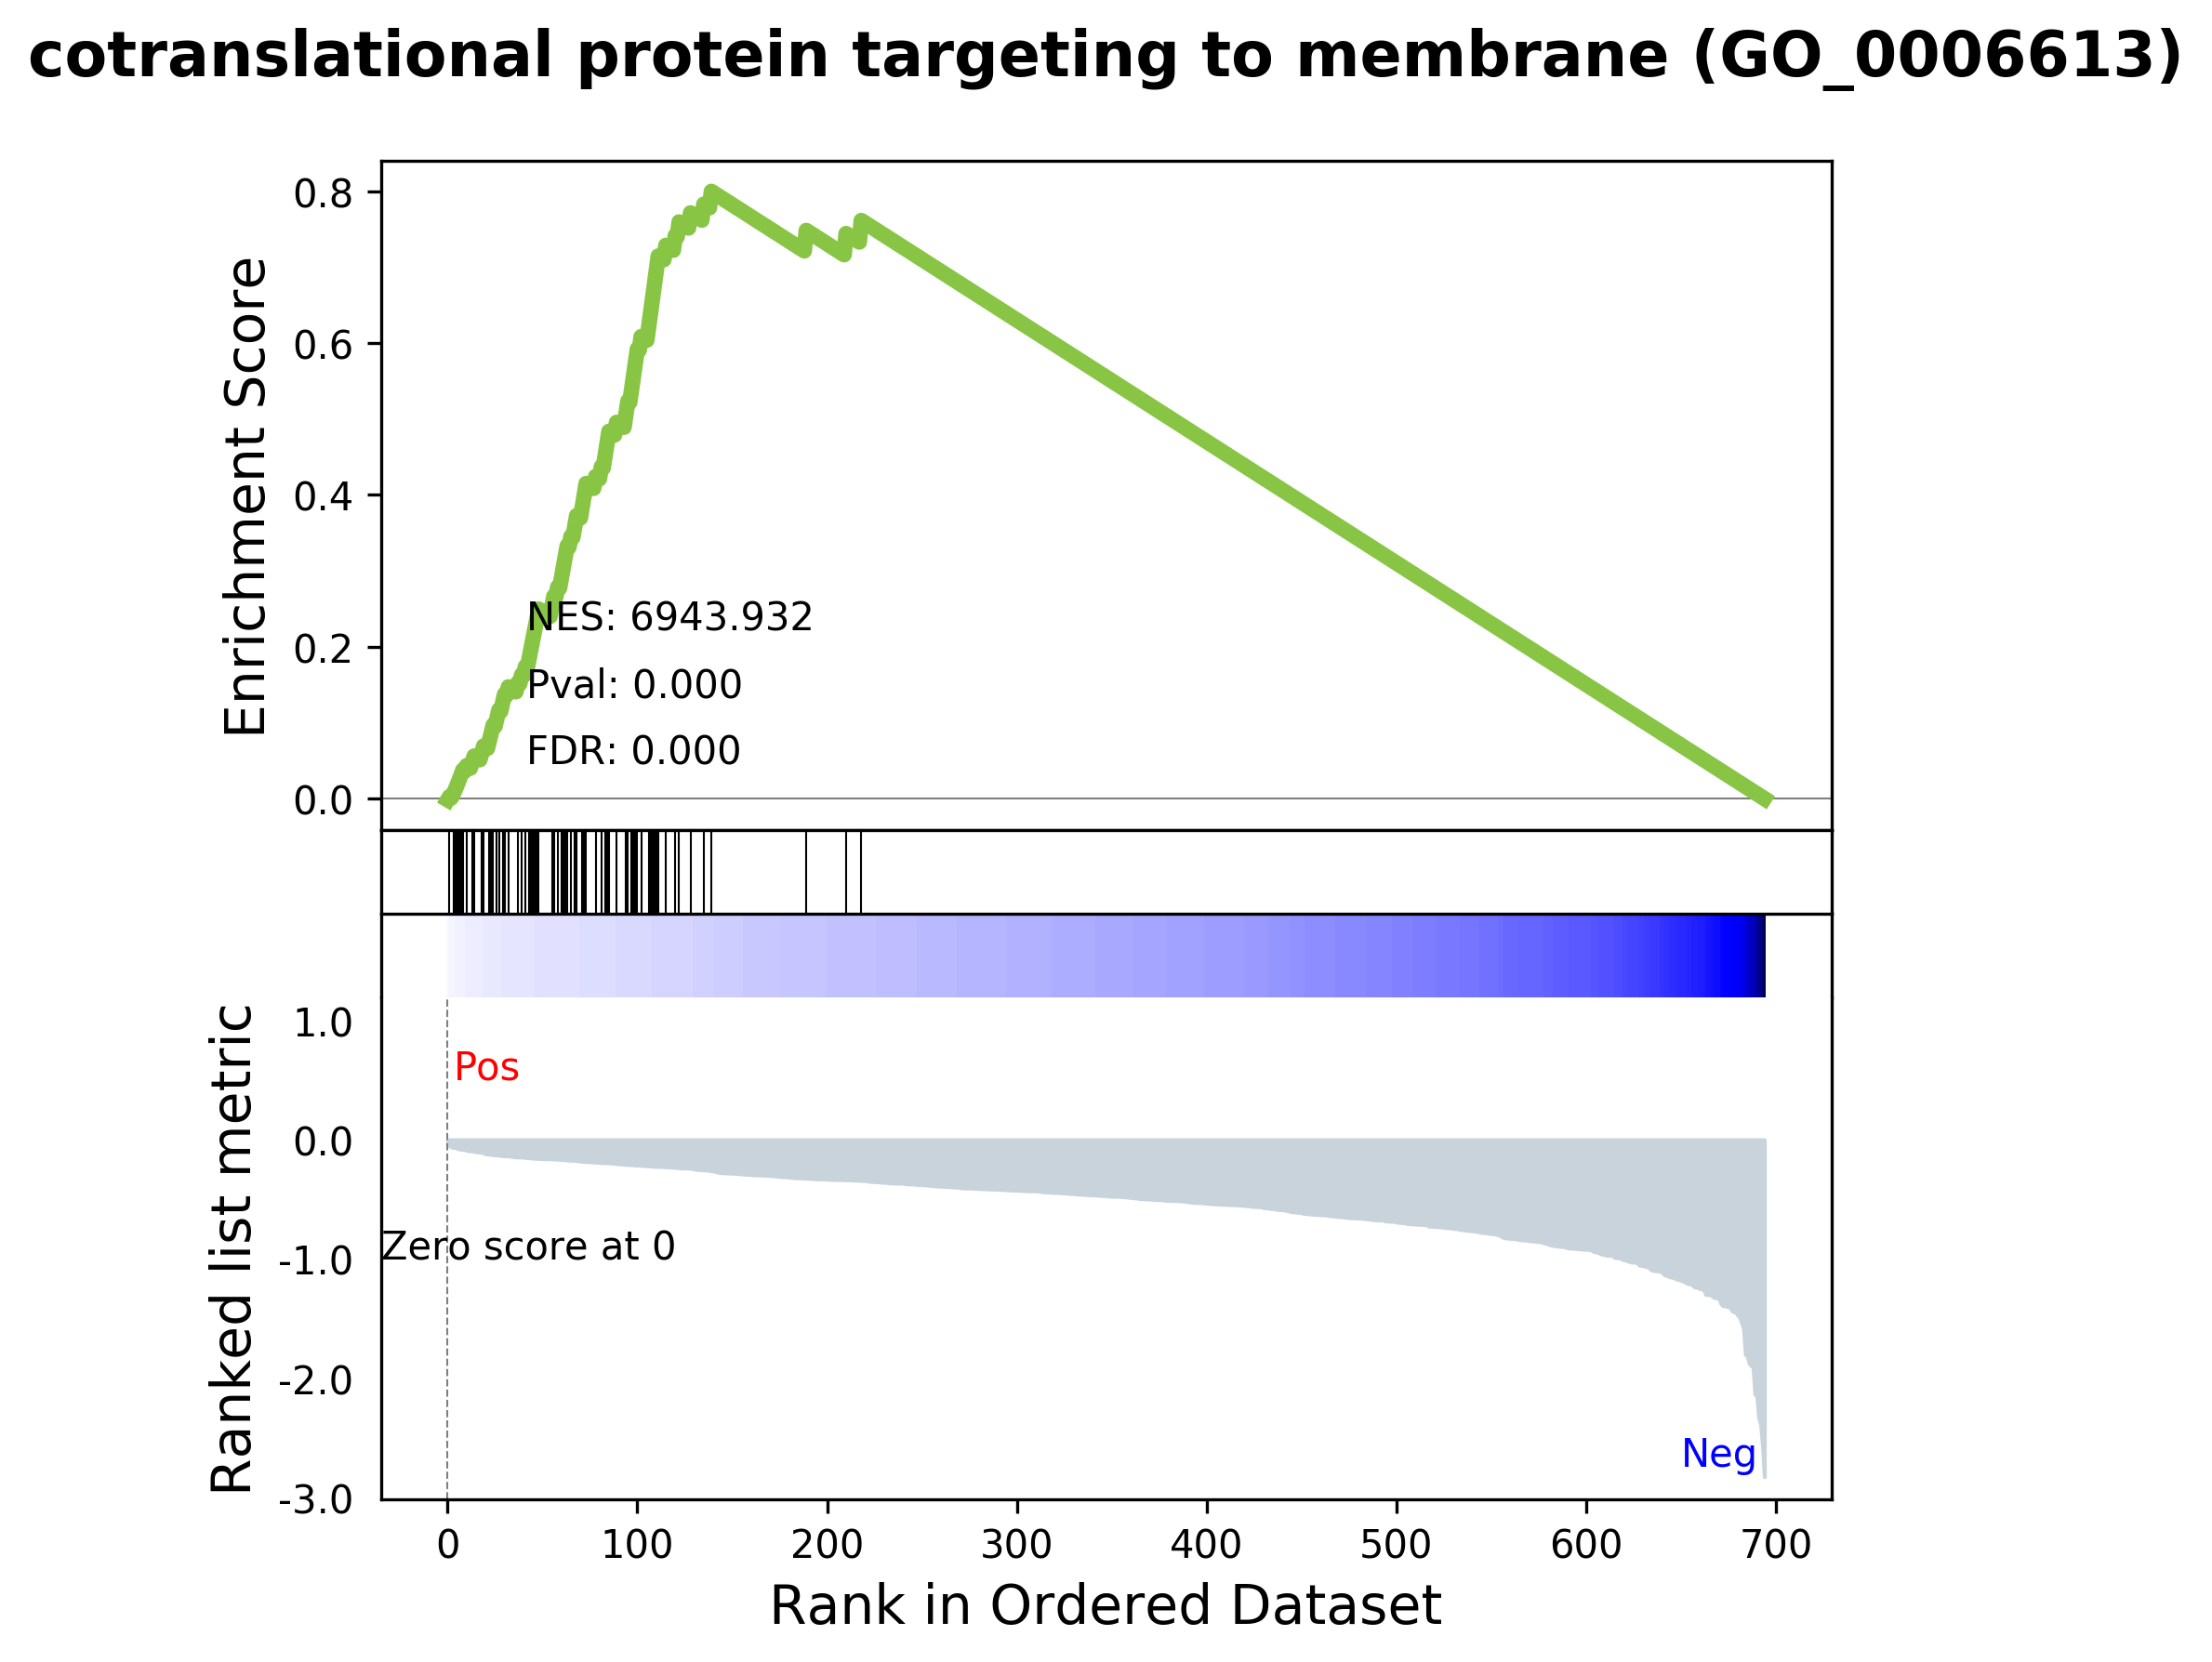 cotranslational protein targeting to membrane (GO_0006613)
Enrichment Score
0.8
0.6
0.4
0.2
0.0
NES: 6943.932
Pval: 0.000
FDR: 0.000
Ranked list metric
1.0
0.0
-1.0
-2.0
-3.0
Pos
Zero score at 0
Neg
0 100 200 300 400 500 600 700
Rank in Ordered Dataset